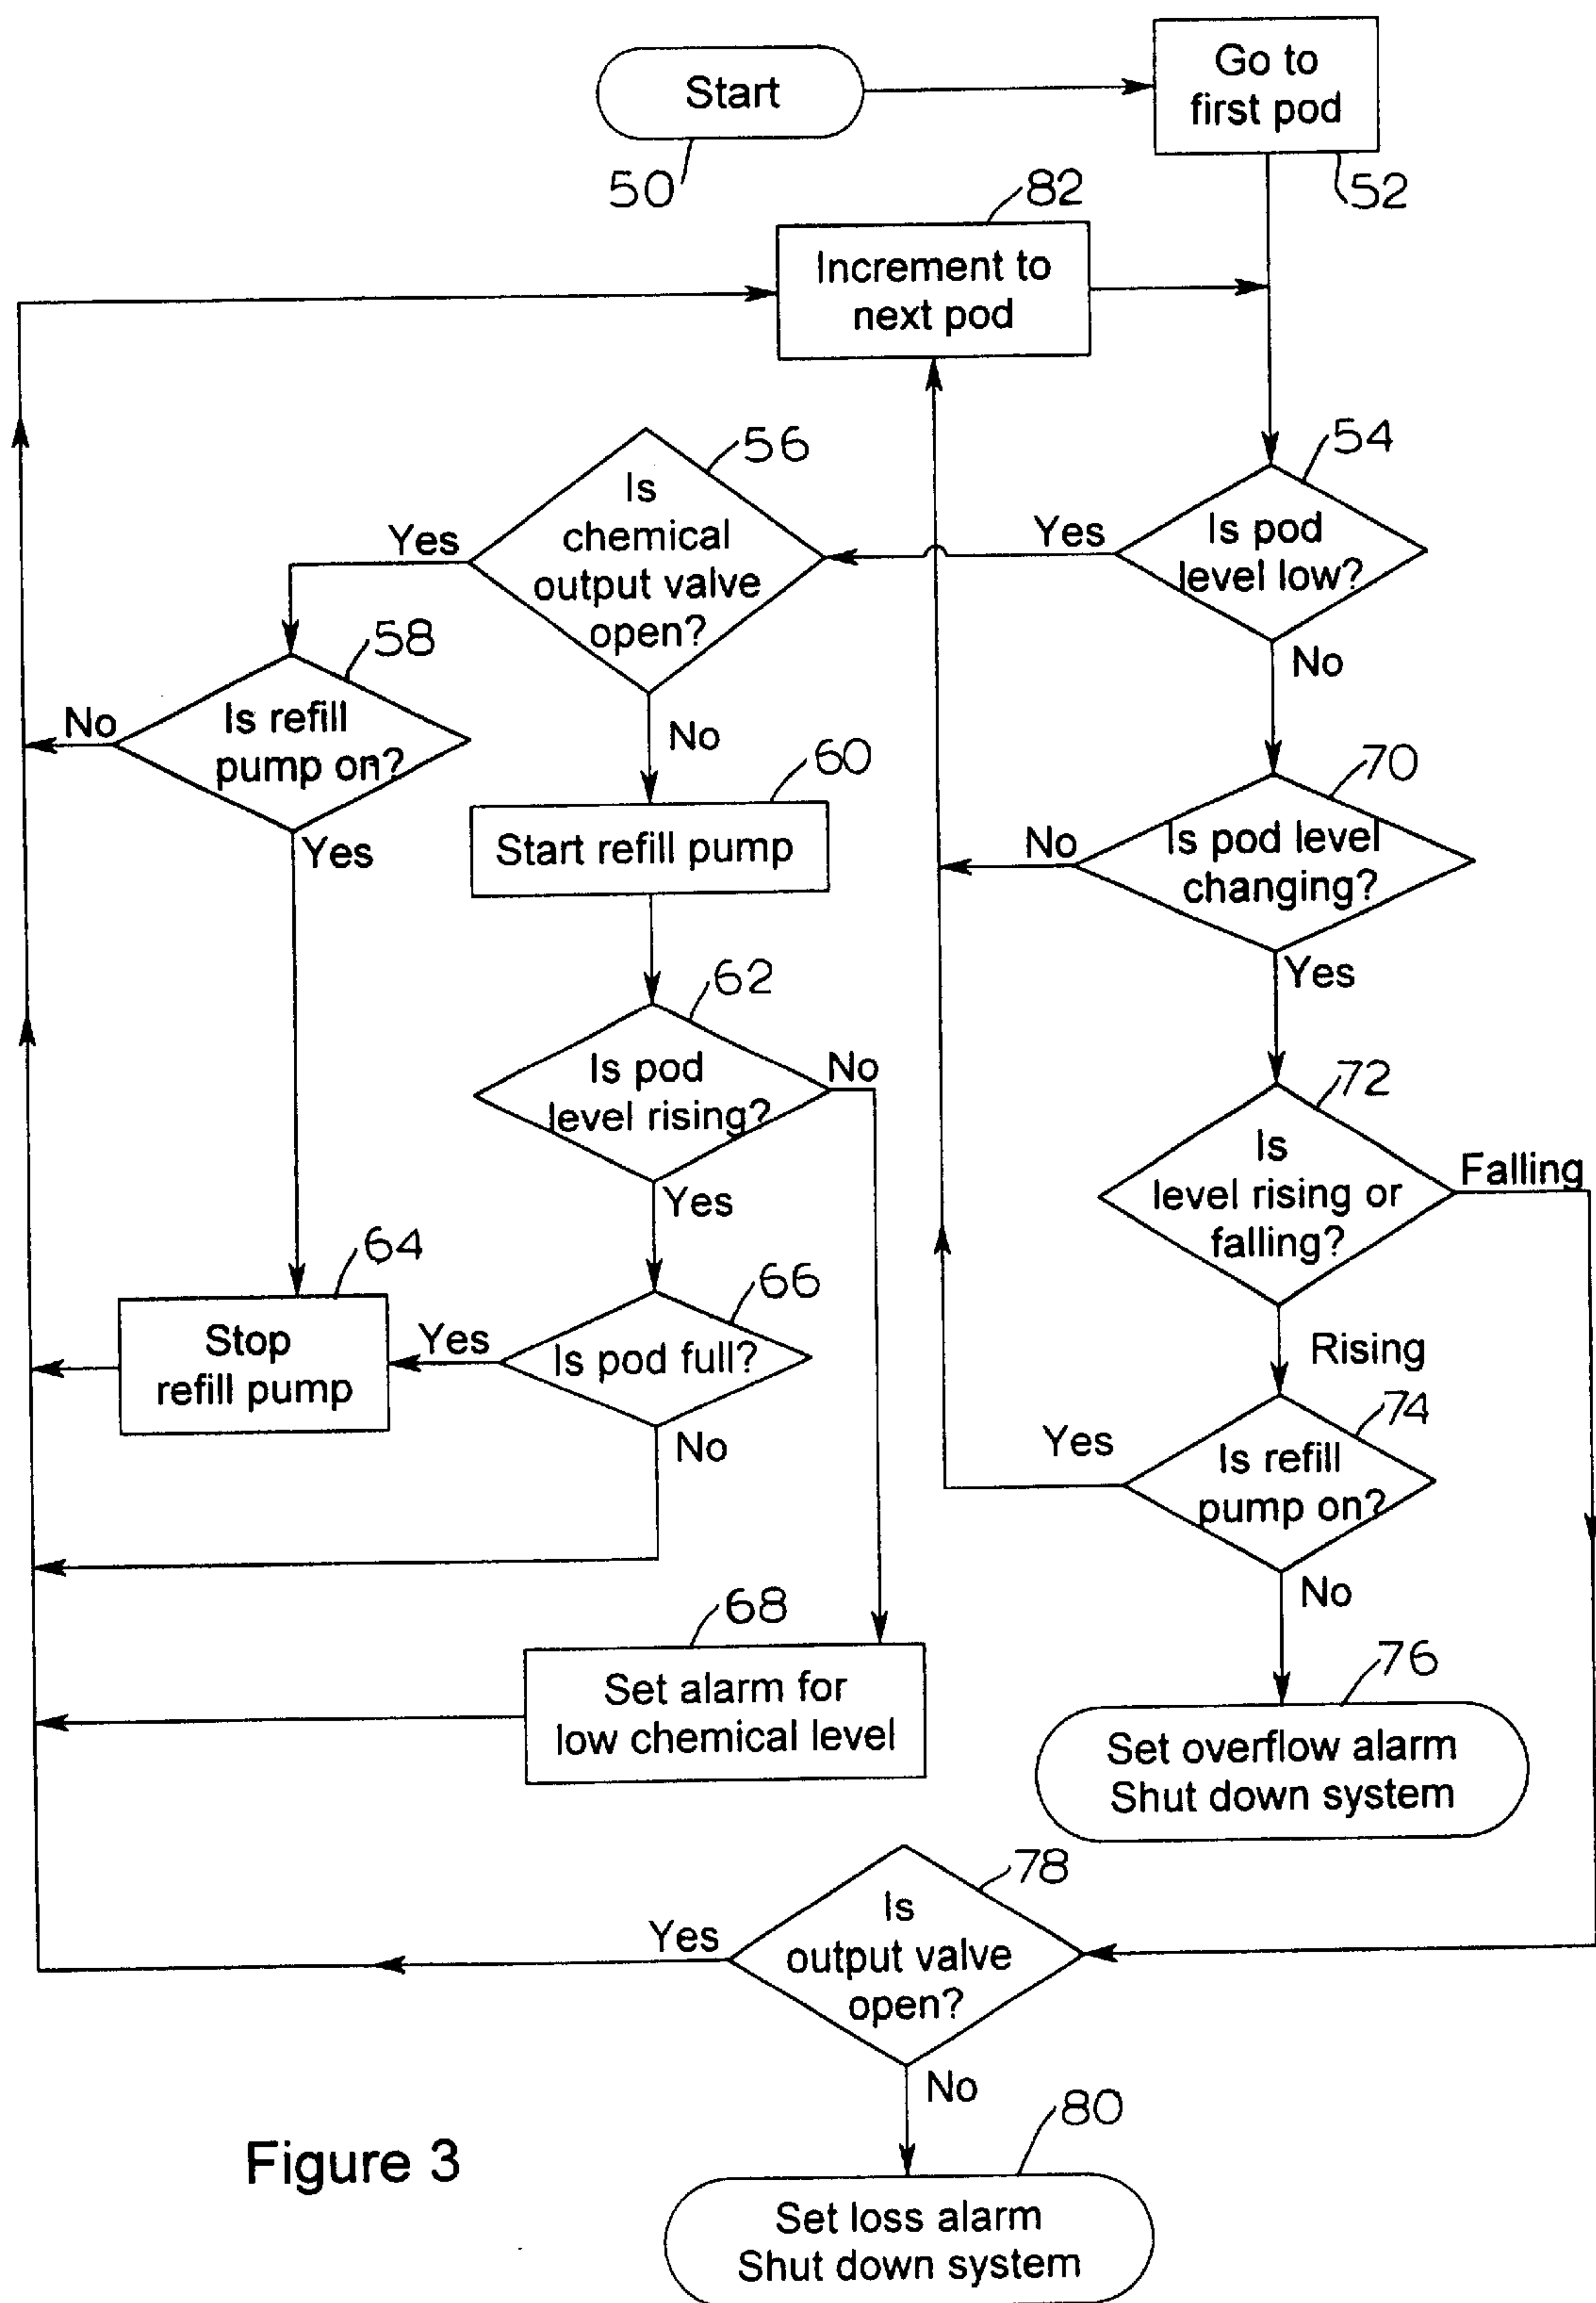 Start
50
Go to
first pod
52
82
Increment to
next pod
54
Is pod
level low?
Yes
No
56
Is
chemical
output valve
open?
Yes
No
58
Is refill
pump on?
No
Yes
60
Start refill pump
70
Is pod level
changing?
No
Yes
62
Is pod
level rising?
No
Yes
72
Is
level rising or
falling?
Falling
Rising
64
Stop
refill pump
66
Is pod full?
Yes
No
74
Is refill
pump on?
Yes
No
68
Set alarm for
low chemical level
76
Set overflow alarm
Shut down system
78
Is
output valve
open?
Yes
No
80
Set loss alarm
Shut down system
Figure 3